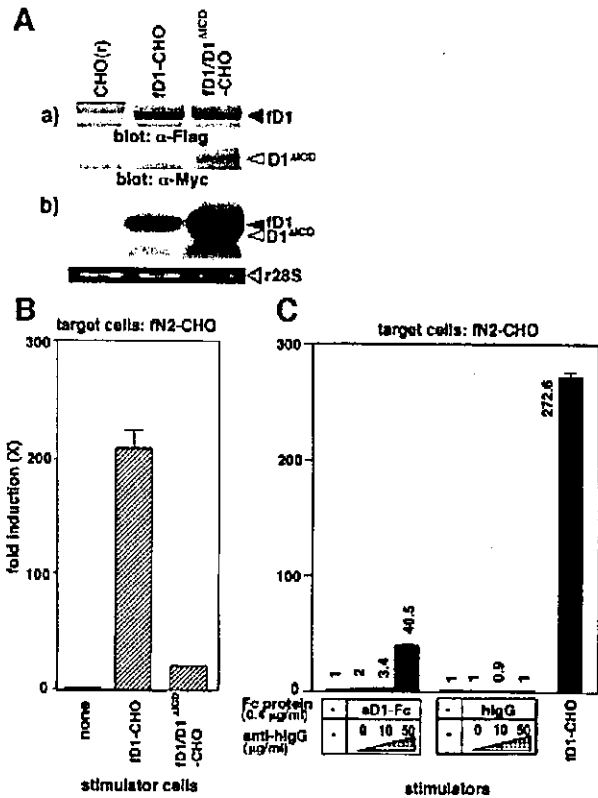 A
CHO(r)
fD1-CHO
fD1/D1ΔICD
-CHO
a)
fD1
blot: α-Flag
D1ΔICD
blot: α-Myc
b)
fD1
D1ΔICD
r28S
B
target cells: fN2-CHO
300
200
100
0
fold induction (X)
none
fD1-CHO
fD1/D1ΔICD
-CHO
stimulator cells
C
target cells: fN2-CHO
300
200
100
0
1
2
3.4
40.5
1
1
0.9
1
272.6
Fc protein
(0.4 µg/ml)
- sD1-Fc - hIgG
anti-hIgG
(µg/ml)
- 0 10 50 - 0 10 50
fD1-CHO
stimulators